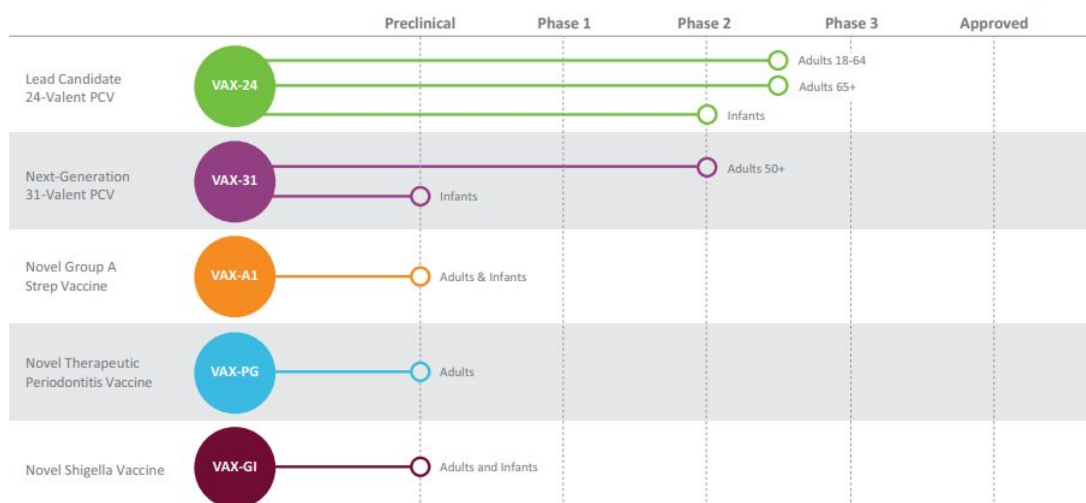 Preclinical Phase 1 Phase 2 Phase 3 Approved
Lead Candidate
24-Valent PCV
VAX-24
Adults 18-64
Adults 65+
Infants
Next-Generation
31-Valent PCV
VAX-31
Adults 50+
Infants
Novel Group A
Strep Vaccine
VAX-A1
Adults & Infants
Novel Therapeutic
Periodontitis Vaccine
VAX-PG
Adults
Novel Shigella Vaccine
VAX-GI
Adults and Infants